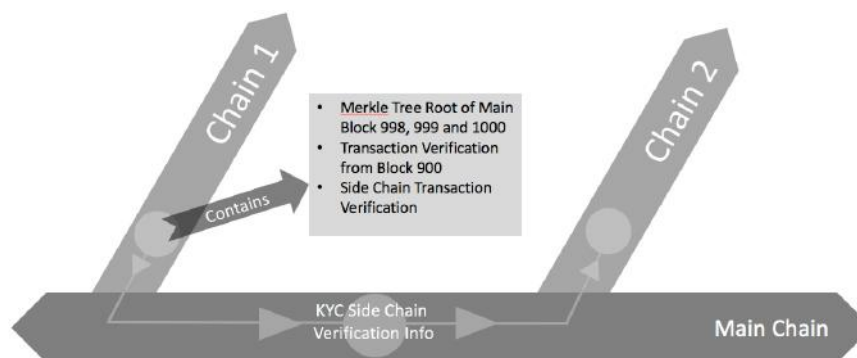 Chain 1
Chain 2
• Merkle Tree Root of Main
Block 998, 999 and 1000
• Transaction Verification
from Block 900
• Side Chain Transaction
Verification
Contains
KYC Side Chain
Verification Info
Main Chain